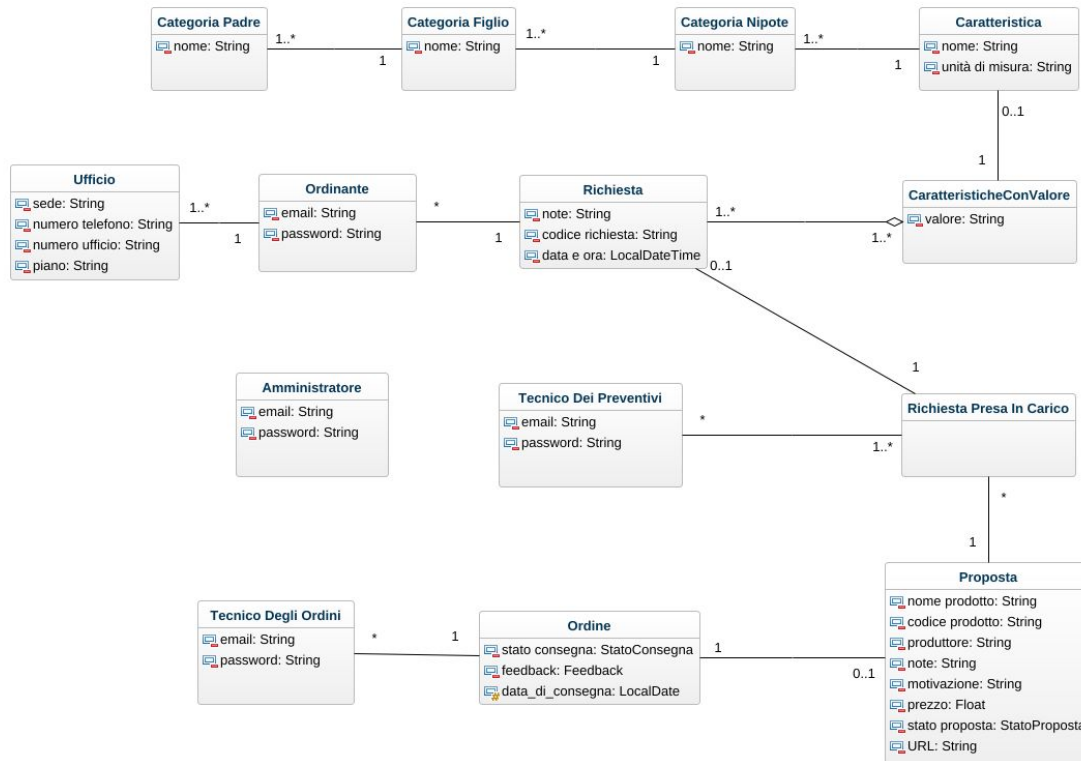 Categoria Padre
nome: String
1..*
1
Categoria Figlio
nome: String
1..*
1
Categoria Nipote
nome: String
1..*
1
Caratteristica
nome: String
unità di misura: String
0..1
1
Ufficio
sede: String
numero telefono: String
numero ufficio: String
piano: String
1..*
1
Ordinante
email: String
password: String
*
1
Richiesta
note: String
codice richiesta: String
data e ora: LocalDateTime
1..*
1..*
CaratteristicheConValore
valore: String
0..1
1
Amministratore
email: String
password: String
Tecnico Dei Preventivi
email: String
password: String
*
1..*
Richiesta Presa In Carico
*
1
Tecnico Degli Ordini
email: String
password: String
*
1
Ordine
stato consegna: StatoConsegna
feedback: Feedback
data_di_consegna: LocalDate
1
0..1
Proposta
nome prodotto: String
codice prodotto: String
produttore: String
note: String
motivazione: String
prezzo: Float
stato proposta: StatoProposta
URL: String